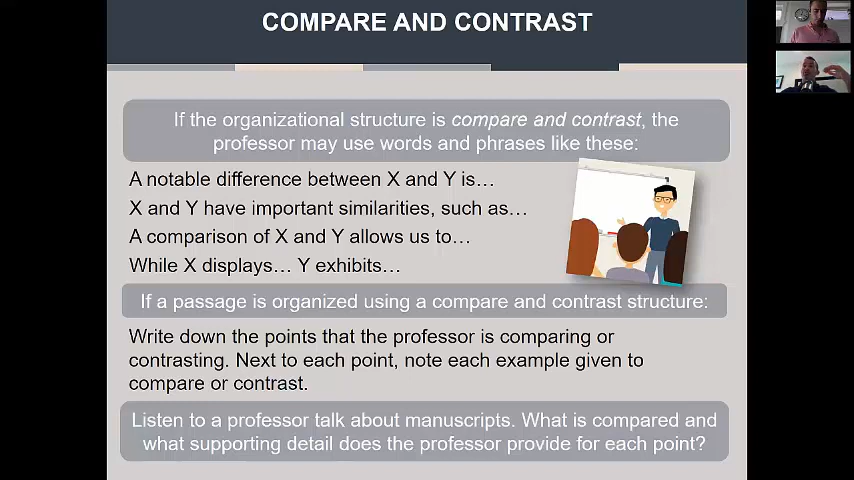 COMPARE AND CONTRAST
If the organizational structure is compare and contrast, the
professor may use words and phrases like these:
A notable difference between X and Y is…
X and Y have important similarities, such as…
A comparison of X and Y allows us to…
While X displays… Y exhibits…
If a passage is organized using a compare and contrast structure:
Write down the points that the professor is comparing or
contrasting. Next to each point, note each example given to
compare or contrast.
Listen to a professor talk about manuscripts. What is compared and
what supporting detail does the professor provide for each point?